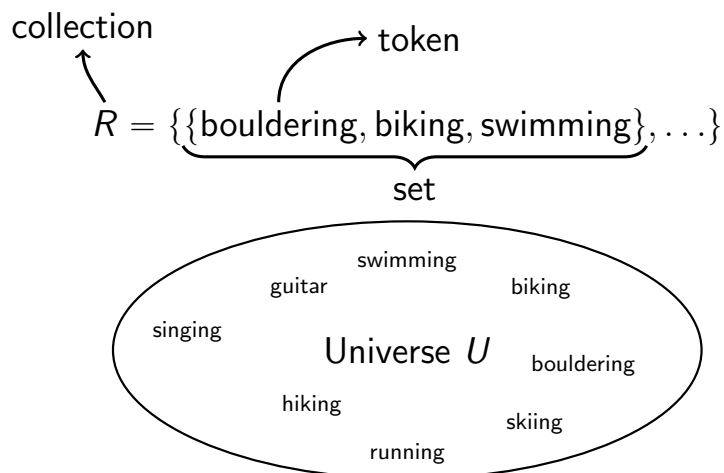 collection
token
R = {{bouldering, biking, swimming}, ...}
set
swimming
guitar
biking
singing
Universe U
bouldering
hiking
skiing
running